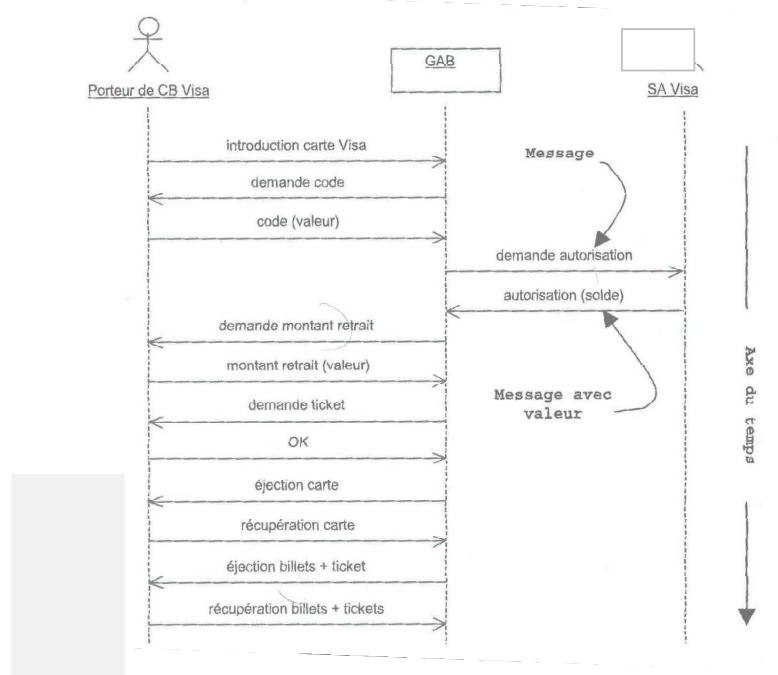 Porteur de CB Visa
GAB
SA Visa
introduction carte Visa
Message
demande code
code (valeur)
demande autorisation
autorisation (solde)
demande montant retrait
montant retrait (valeur)
Message avec
valeur
demande ticket
OK
éjection carte
récupération carte
éjection billets + ticket
récupération billets + tickets
Axe du temps